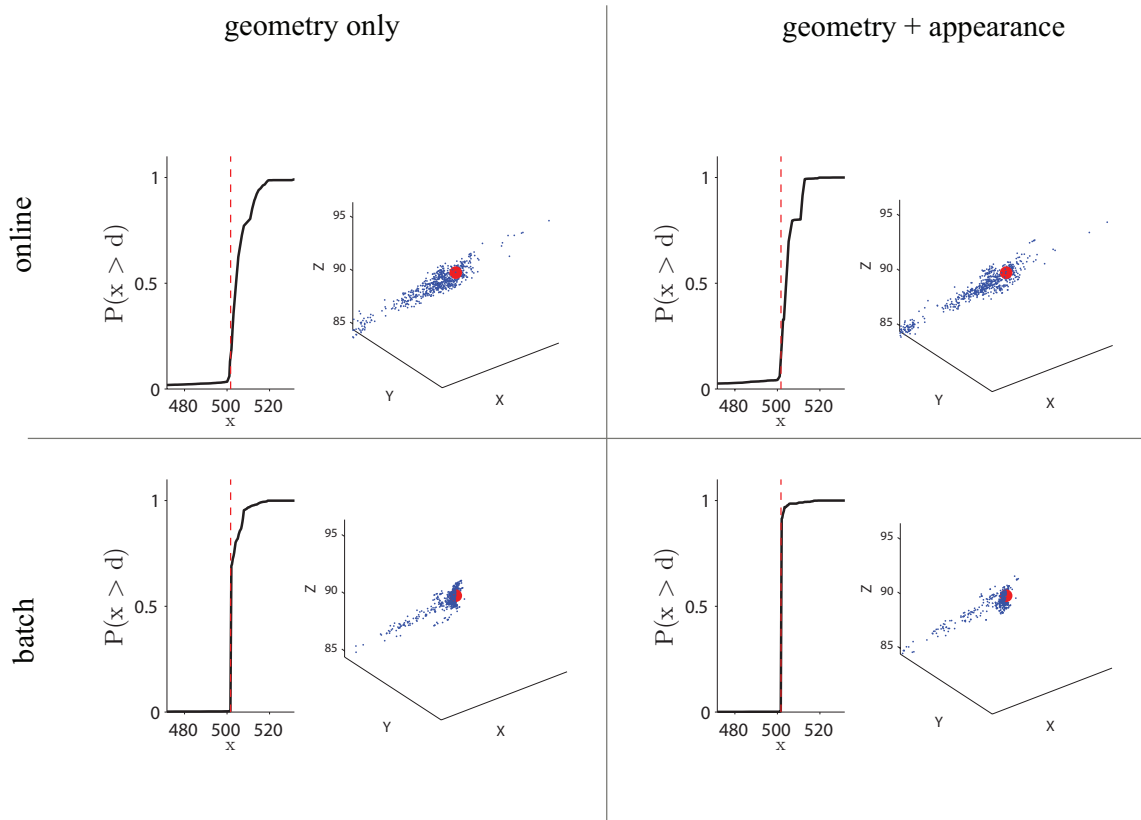 geometry only
geometry + appearance
online
P(x > d)
1
0.5
0
480 500 520
x
95
90
85
Z
Y
X
P(x > d)
1
0.5
0
480 500 520
x
95
90
85
Z
Y
X
batch
P(x > d)
1
0.5
0
480 500 520
x
95
90
85
Z
Y
X
P(x > d)
1
0.5
0
480 500 520
x
95
90
85
Z
Y
X